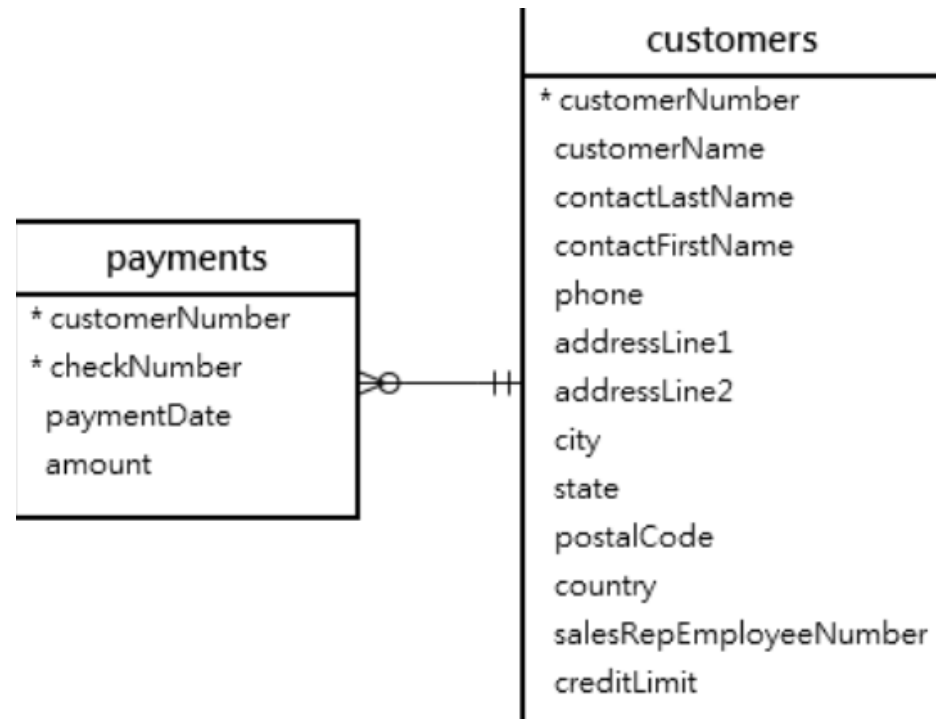 payments
* customerNumber
* checkNumber
paymentDate
amount
customers
* customerNumber
customerName
contactLastName
contactFirstName
phone
addressLine1
addressLine2
city
state
postalCode
country
salesRepEmployeeNumber
creditLimit